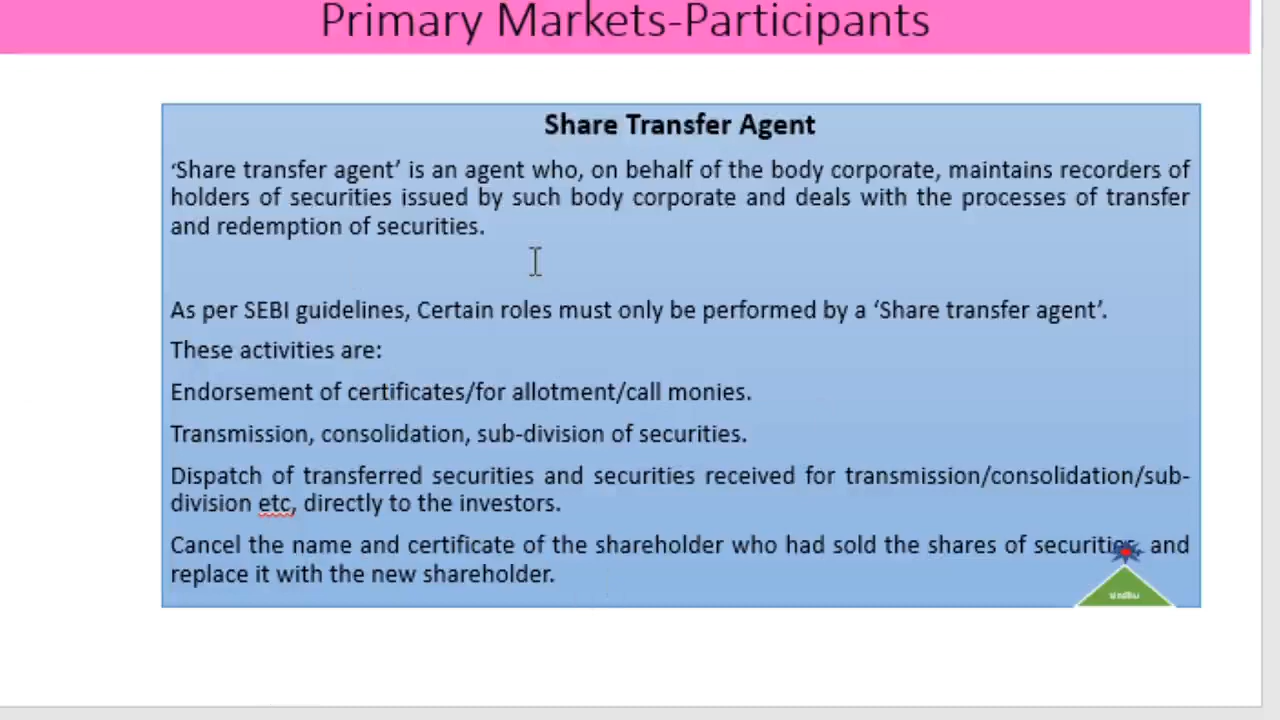 Primary Markets-Participants
Share Transfer Agent
‘Share transfer agent’ is an agent who, on behalf of the body corporate, maintains recorders of
holders of securities issued by such body corporate and deals with the processes of transfer
and redemption of securities.
As per SEBI guidelines, Certain roles must only be performed by a ‘Share transfer agent’.
These activities are:
Endorsement of certificates/for allotment/call monies.
Transmission, consolidation, sub-division of securities.
Dispatch of transferred securities and securities received for transmission/consolidation/sub-
division etc, directly to the investors.
Cancel the name and certificate of the shareholder who had sold the shares of securities, and
replace it with the new shareholder.